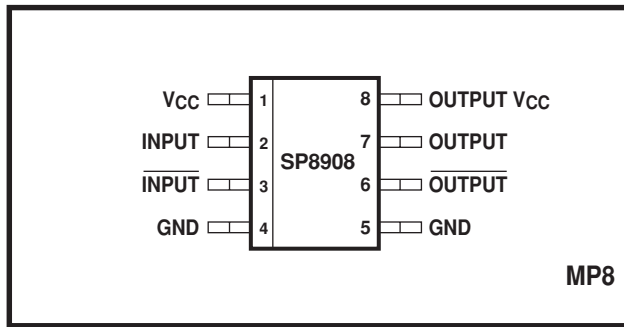 VCC 1 8 OUTPUT VCC
INPUT 2 7 OUTPUT
SP8908
INPUT 3 6 OUTPUT
GND 4 5 GND
MP8